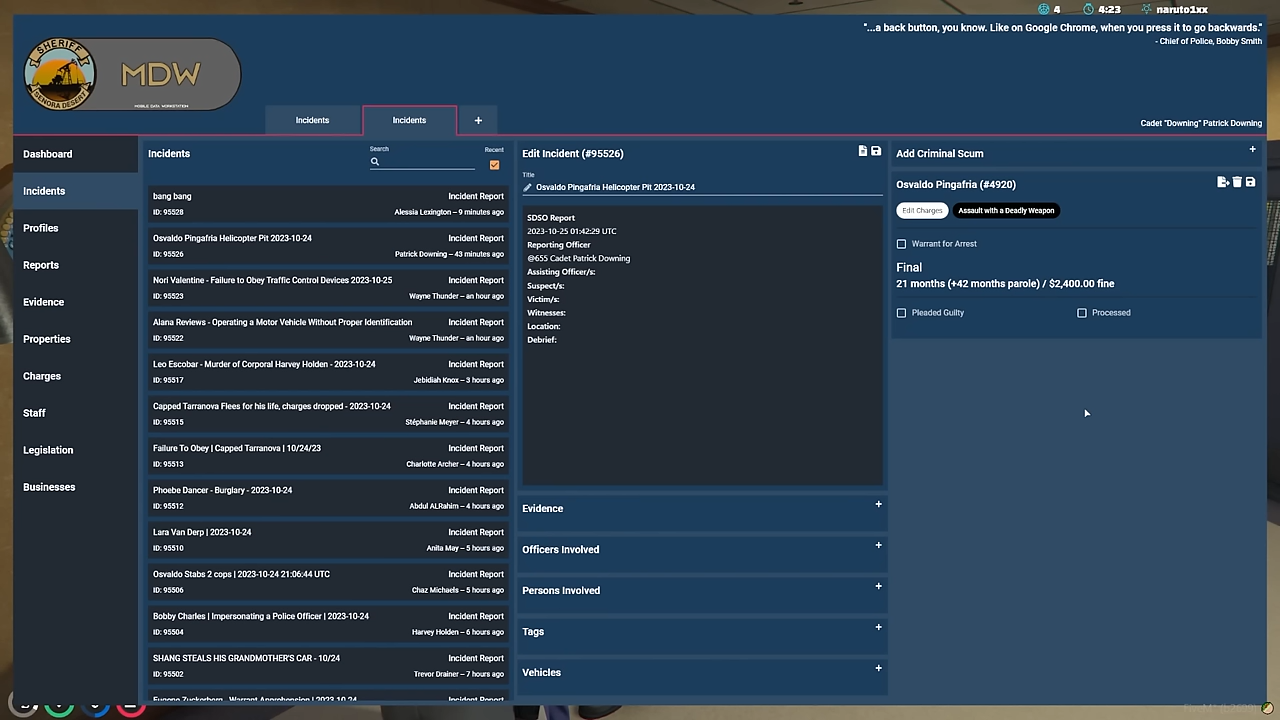 4 4:23 naruto1xx
"...a back button, you know. Like on Google Chrome, when you press it to go backwards."
- Chief of Police, Bobby Smith
SHERIFF
SENORA DESERT
MDW
MOBILE DATA WORKSTATION
Incidents
Incidents
+
Cadet "Downing" Patrick Downing
Dashboard
Incidents
Profiles
Reports
Evidence
Properties
Charges
Staff
Legislation
Businesses
Incidents
Search
Recent
bang bang Incident Report
ID: 95528 Alessia Lexington – 9 minutes ago
Osvaldo Pingafria Helicopter Pit 2023-10-24 Incident Report
ID: 95526 Patrick Downing – 43 minutes ago
Nori Valentine - Failure to Obey Traffic Control Devices 2023-10-25 Incident Report
ID: 95523 Wayne Thunder – an hour ago
Alana Reviews - Operating a Motor Vehicle Without Proper Identification Incident Report
ID: 95522 Wayne Thunder – an hour ago
Leo Escobar - Murder of Corporal Harvey Holden - 2023-10-24 Incident Report
ID: 95517 Jebidiah Knox – 3 hours ago
Capped Tarranova Flees for his life, charges dropped - 2023-10-24 Incident Report
ID: 95515 Stéphanie Meyer – 4 hours ago
Failure To Obey | Capped Tarranova | 10/24/23 Incident Report
ID: 95513 Charlotte Archer – 4 hours ago
Phoebe Dancer - Burglary - 2023-10-24 Incident Report
ID: 95512 Abdul ALRahim – 4 hours ago
Lara Van Derp | 2023-10-24 Incident Report
ID: 95510 Anita May – 5 hours ago
Osvaldo Stabs 2 cops | 2023-10-24 21:06:44 UTC Incident Report
ID: 95506 Chaz Michaels – 5 hours ago
Bobby Charles | Impersonating a Police Officer | 2023-10-24 Incident Report
ID: 95504 Harvey Holden – 6 hours ago
SHANG STEALS HIS GRANDMOTHER'S CAR - 10/24 Incident Report
ID: 95502 Trevor Drainer – 7 hours ago
Eugene Zuckerborn - Warrant Apprehension | 2023-10-24 Incident Report
Edit Incident (#95526)
Title
Osvaldo Pingafria Helicopter Pit 2023-10-24
SDSO Report
2023-10-25 01:42:29 UTC
Reporting Officer
@655 Cadet Patrick Downing
Assisting Officer/s:
Suspect/s:
Victim/s:
Witnesses:
Location:
Debrief:
Evidence +
Officers Involved +
Persons Involved +
Tags +
Vehicles +
Add Criminal Scum +
Osvaldo Pingafria (#4920)
Edit Charges Assault with a Deadly Weapon
Warrant for Arrest
Final
21 months (+42 months parole) / $2,400.00 fine
Pleaded Guilty Processed